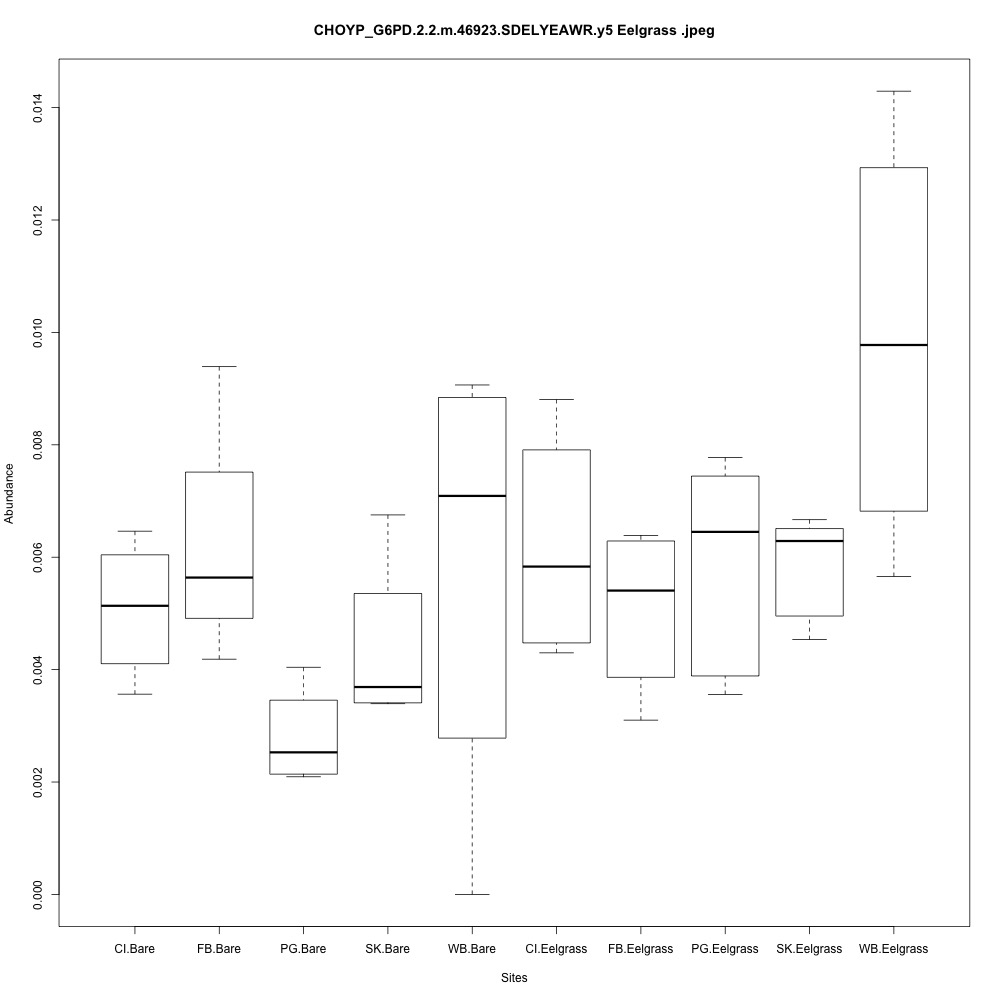 CHOYP_G6PD.2.2.m.46923.SDELYEAWR.y5 Eelgrass .jpeg
Abundance
0.014
0.012
0.010
0.008
0.006
0.004
0.002
0.000
CI.Bare FB.Bare PG.Bare SK.Bare WB.Bare CI.Eelgrass FB.Eelgrass PG.Eelgrass SK.Eelgrass WB.Eelgrass
Sites